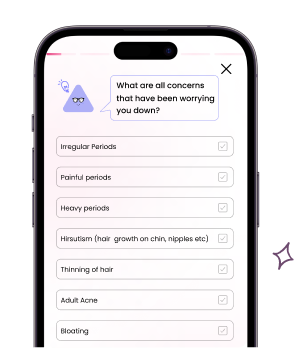 What are all concerns
that have been worrying
you down?
Irregular Periods
Painful periods
Heavy periods
Hirsutism (hair growth on chin, nipples etc)
Thinning of hair
Adult Acne
Bloating